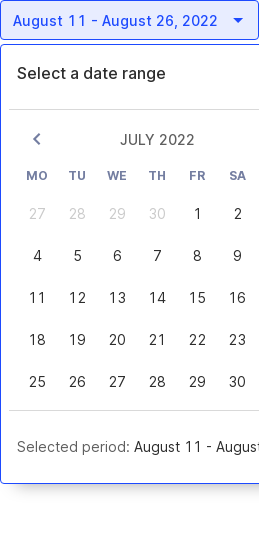 August 11 - August 26, 2022
Select a date range
JULY 2022
MO TU WE TH FR SA
27 28 29 30 1 2
4 5 6 7 8 9
11 12 13 14 15 16
18 19 20 21 22 23
25 26 27 28 29 30
Selected period: August 11 - August